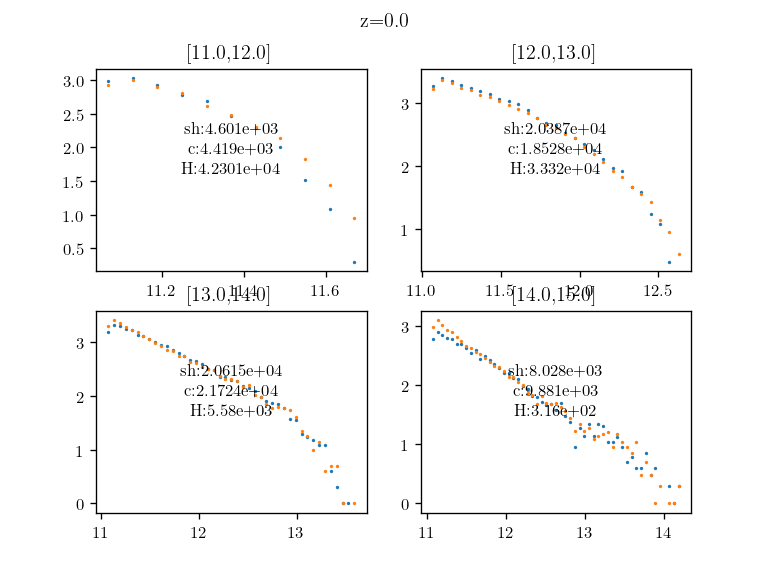 z=0.0
[11.0,12.0]
3.0
2.5
2.0
1.5
1.0
0.5
sh:4.601e+03
c:4.419e+03
H:4.2301e+04
11.2 11.4 11.6
[12.0,13.0]
3
2
1
sh:2.0387e+04
c:1.8528e+04
H:3.332e+04
11.0 11.5 12.0 12.5
[13.0,14.0]
3
2
1
0
sh:2.0615e+04
c:2.1724e+04
H:5.58e+03
11 12 13
[14.0,15.0]
3
2
1
0
sh:8.028e+03
H:3.16e+02
11 12 13 14